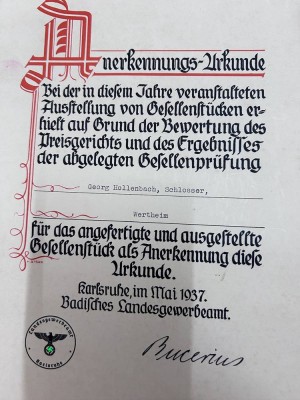 Anerkennungs-Urkunde
Bei der in diesem Jahre veranstalteten
Ausstellung von Gesellenstücken er-
hielt auf Grund der Bewertung des
Preisgerichts und des Ergebnisses
der abgelegten Gesellenprüfung
Georg Hollenbach, Schlosser,
Wertheim
für das angefertigte und ausgestellte
Gesellenstück als Anerkennung diese
Urkunde.
Karlsruhe, im Mai 1937.
Badisches Landesgewerbeamt.
Landesgewerbeamt
Karlsruhe
Bucerius